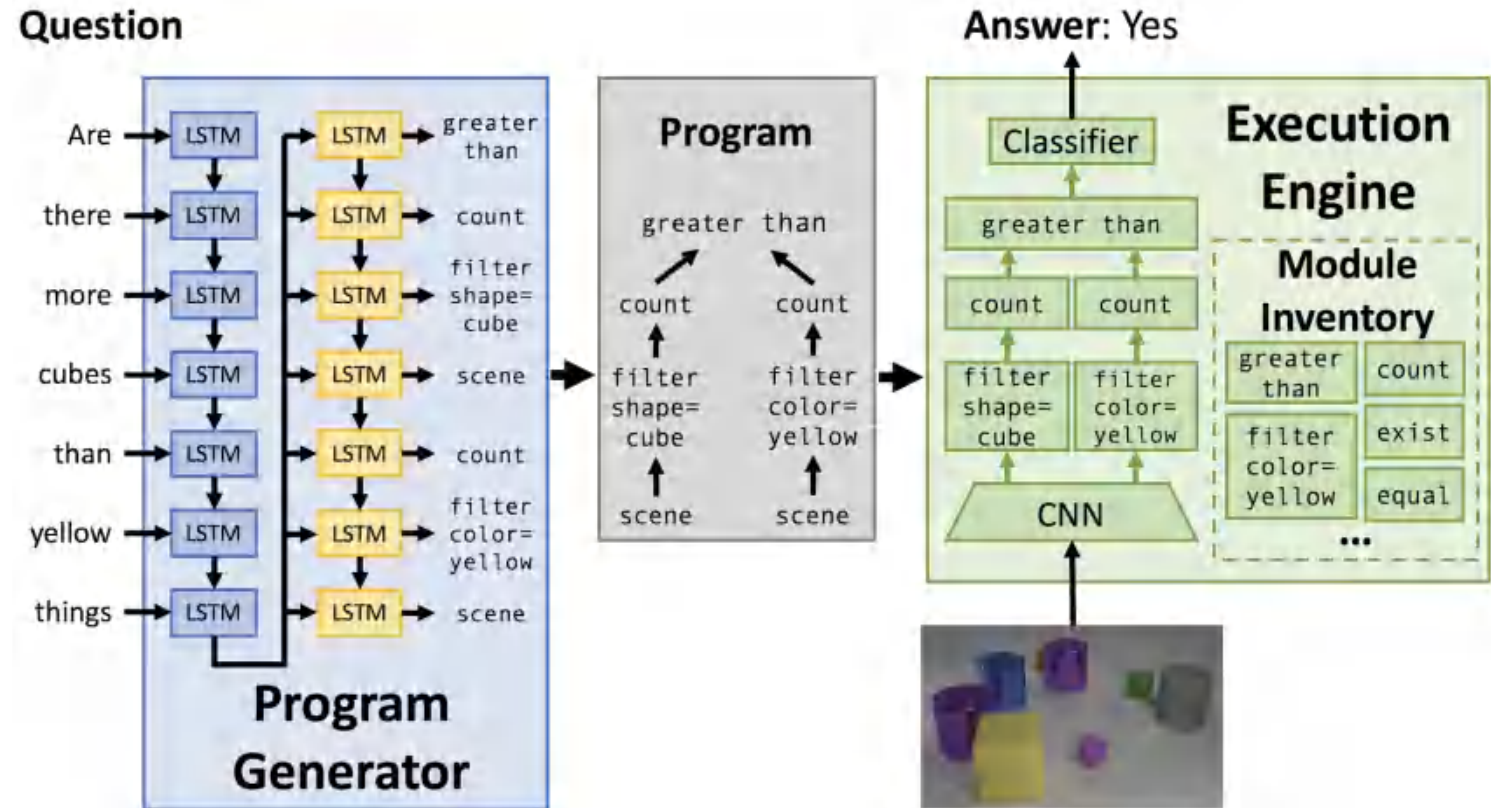 Question
Answer: Yes
Are
LSTM
LSTM
greater
than
there
LSTM
LSTM
count
more
LSTM
LSTM
filter
shape=
cube
cubes
LSTM
LSTM
scene
than
LSTM
LSTM
count
yellow
LSTM
LSTM
filter
color=
yellow
things
LSTM
LSTM
scene
Program
Generator
Program
greater than
count
count
filter
shape=
cube
filter
color=
yellow
scene
scene
Execution
Engine
Classifier
greater than
count
count
filter
shape=
cube
filter
color=
yellow
CNN
Module
Inventory
greater
than
count
filter
color=
yellow
exist
equal
...